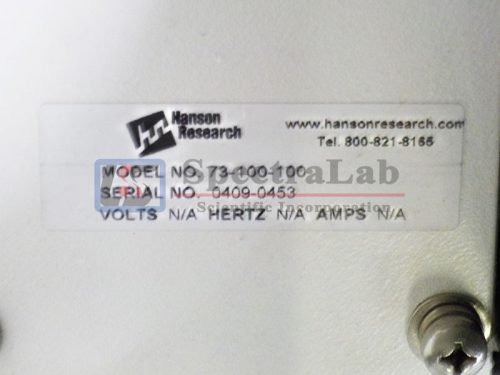 Hanson
Research
www.hansonresearch.com
Tel. 800-821-8165
MODEL NO. 73-100-100
SERIAL NO. 0409-0453
VOLTS N/A HERTZ N/A AMPS N/A
SpectraLab
Scientific Incorporation